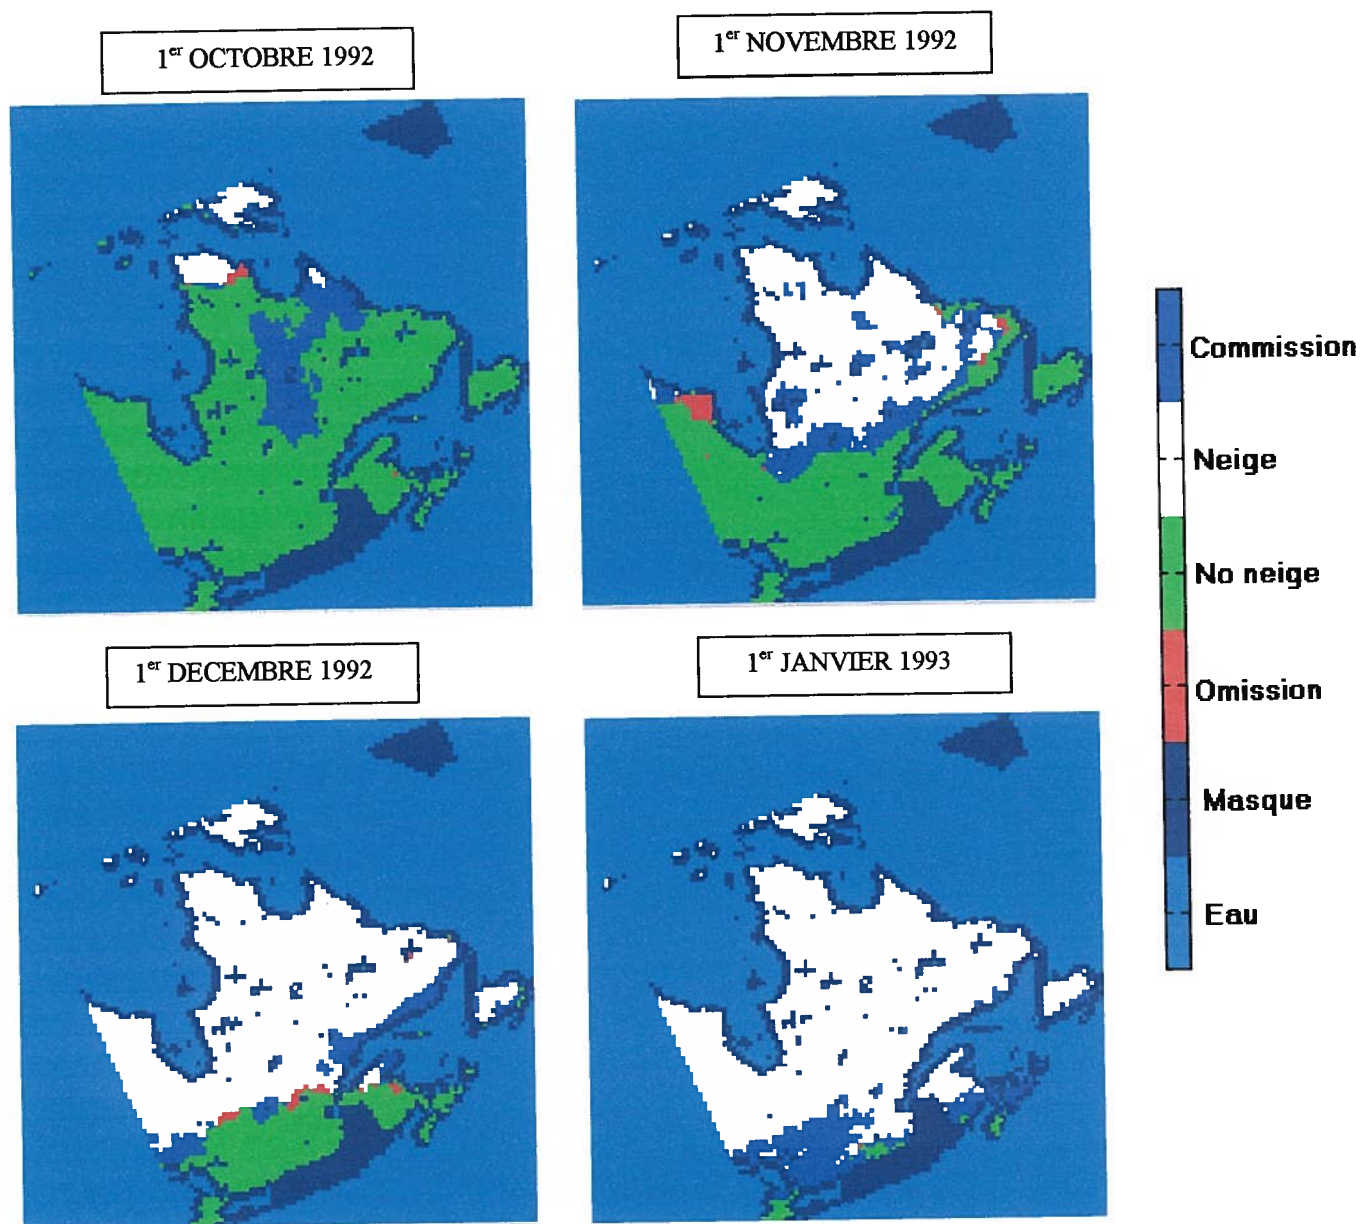 1er OCTOBRE 1992
1er NOVEMBRE 1992
Commission
Neige
No neige
Omission
Masque
Eau
1er DECEMBRE 1992
1er JANVIER 1993